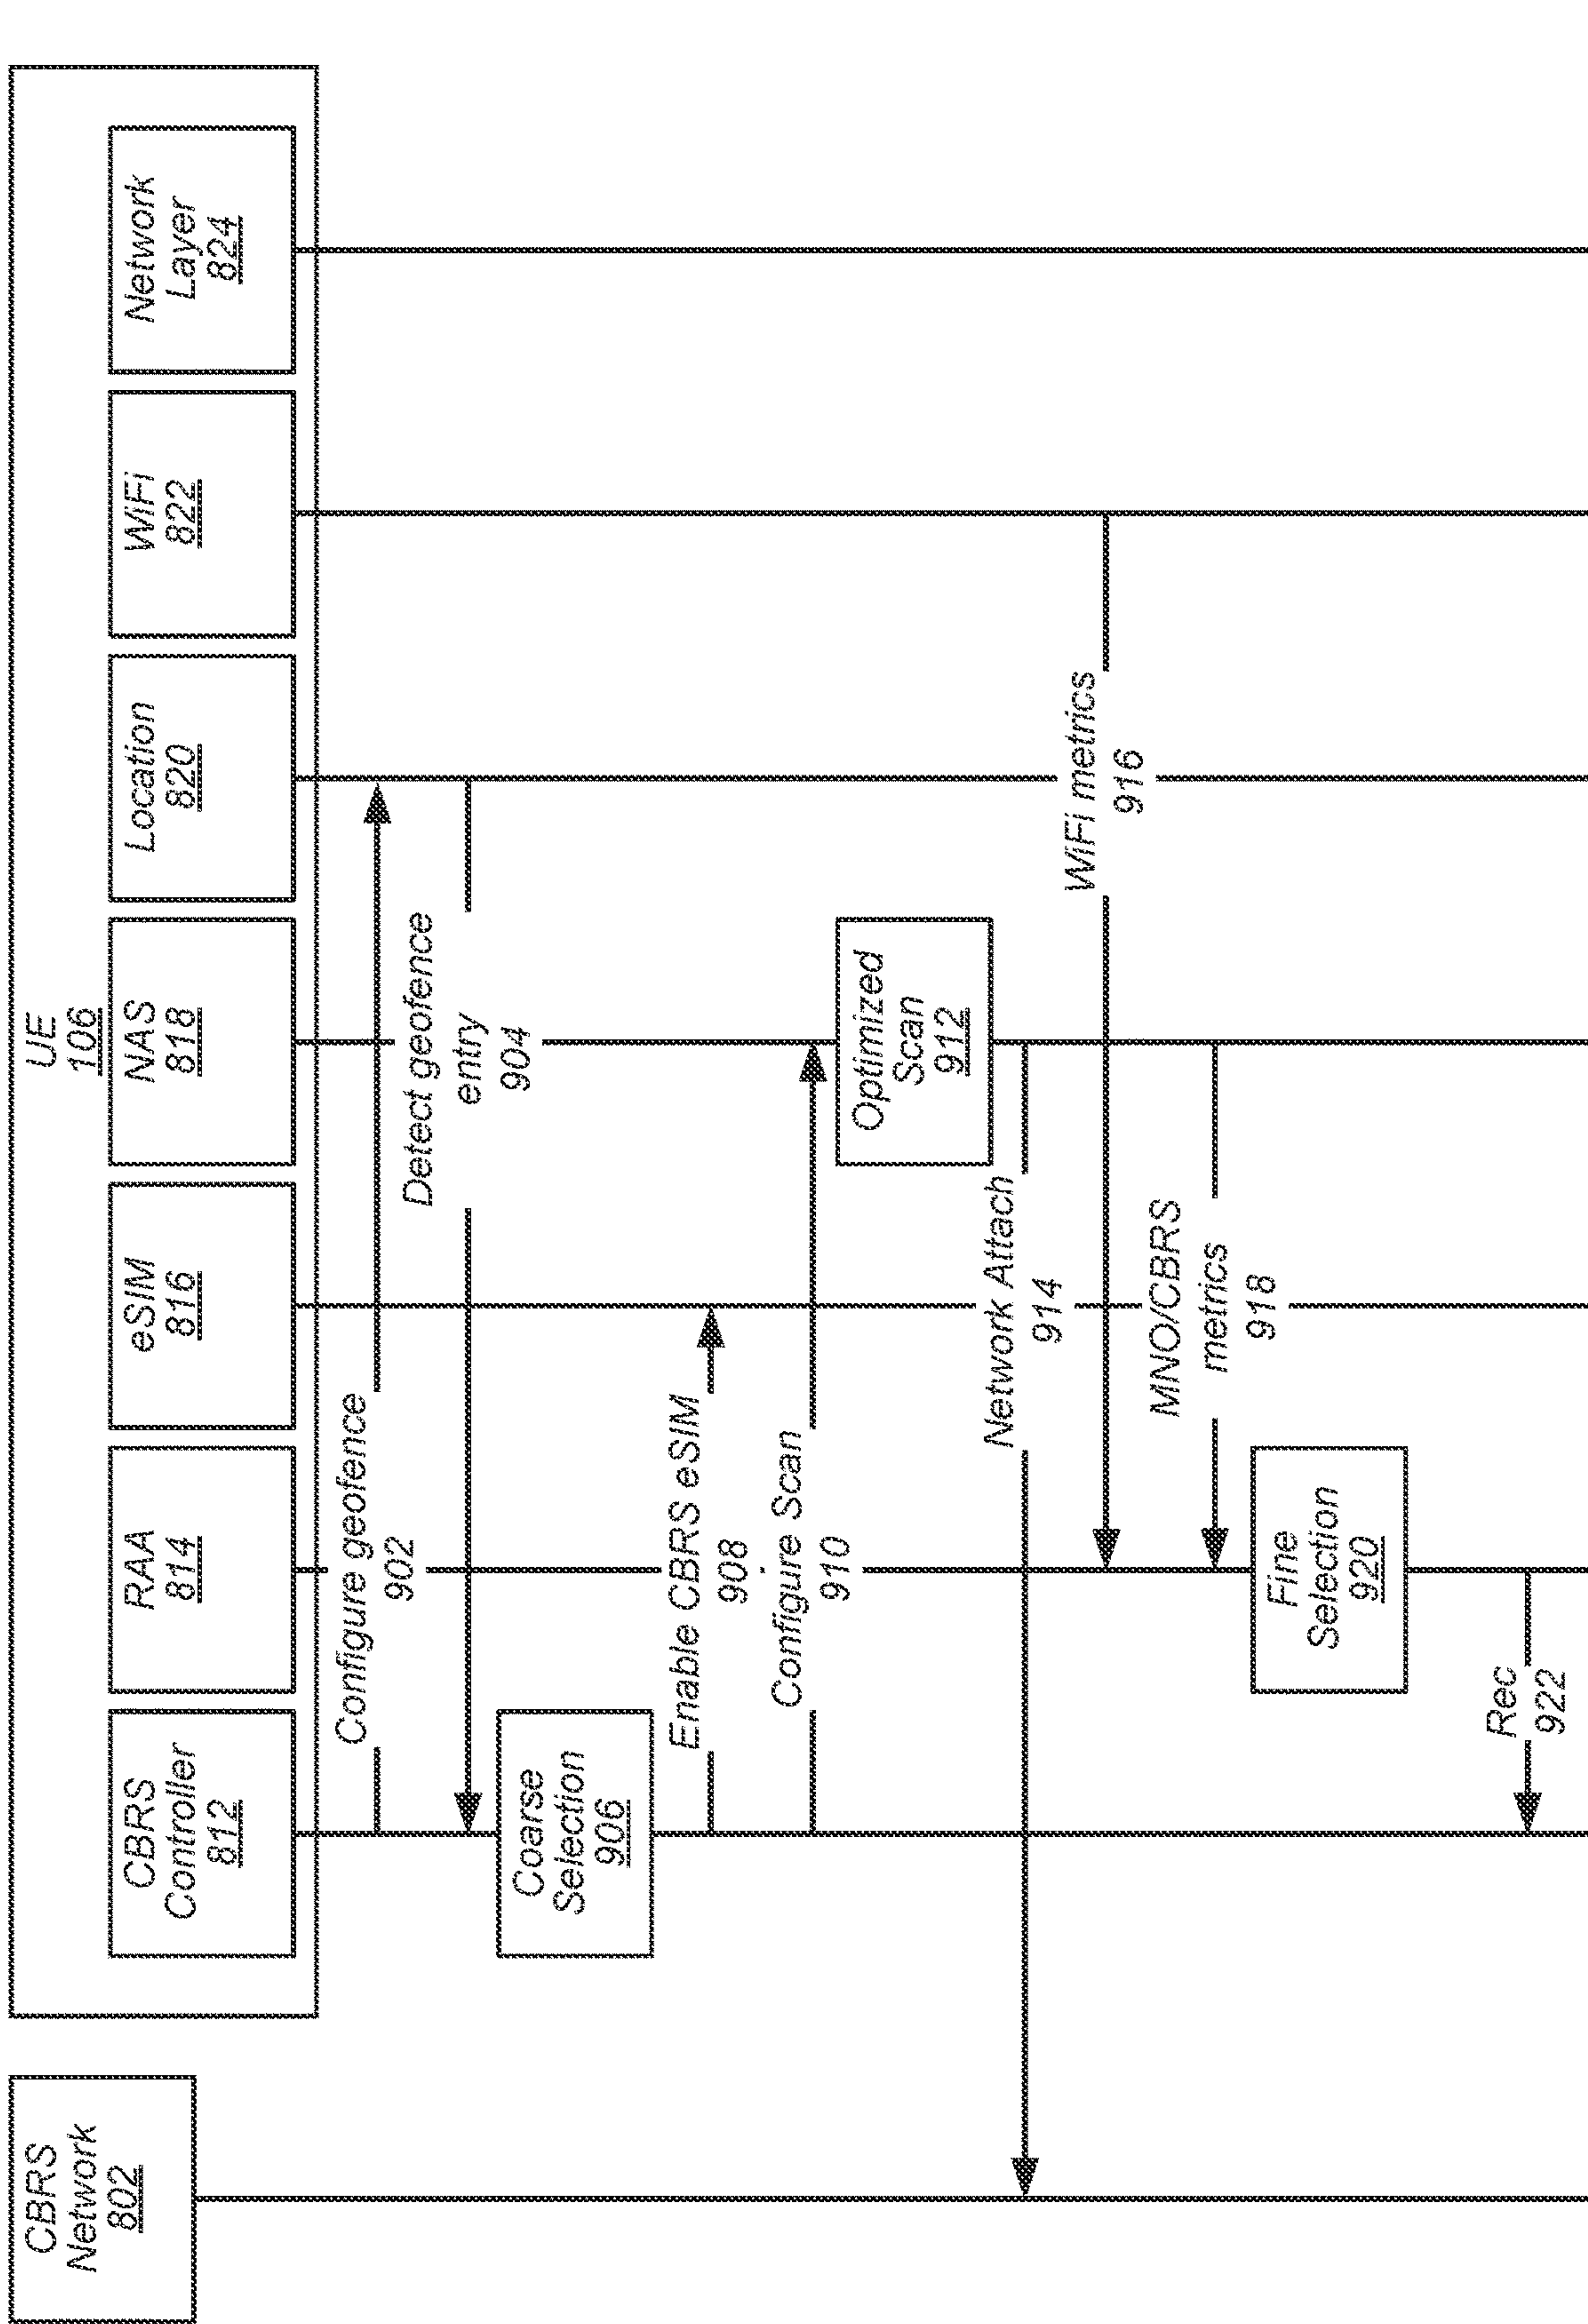 CBRS
Network
802
UE
106
CBRS
Controller
812
RAA
814
eSIM
816
NAS
818
Location
820
WiFi
822
Network
Layer
824
Configure geofence
902
Detect geofence
entry
904
Coarse
Selection
906
Enable CBRS eSIM
908
Configure Scan
910
Optimized
Scan
912
Network Attach
914
WiFi metrics
916
MNO/CBRS
metrics
918
Fine
Selection
920
Rec
922